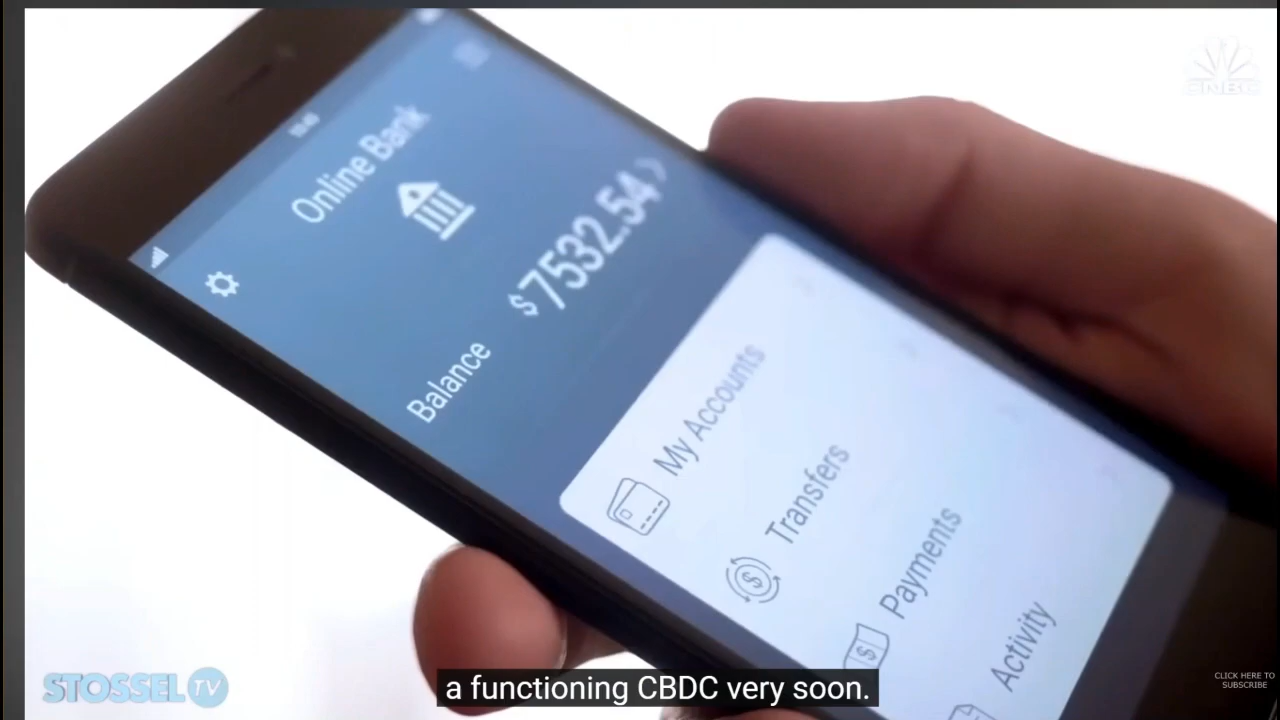 CNBC
Online Bank
Balance
$7532.54
My Accounts
Transfers
Payments
Activity
STOSSEL TV
a functioning CBDC very soon.
CLICK HERE TO
SUBSCRIBE